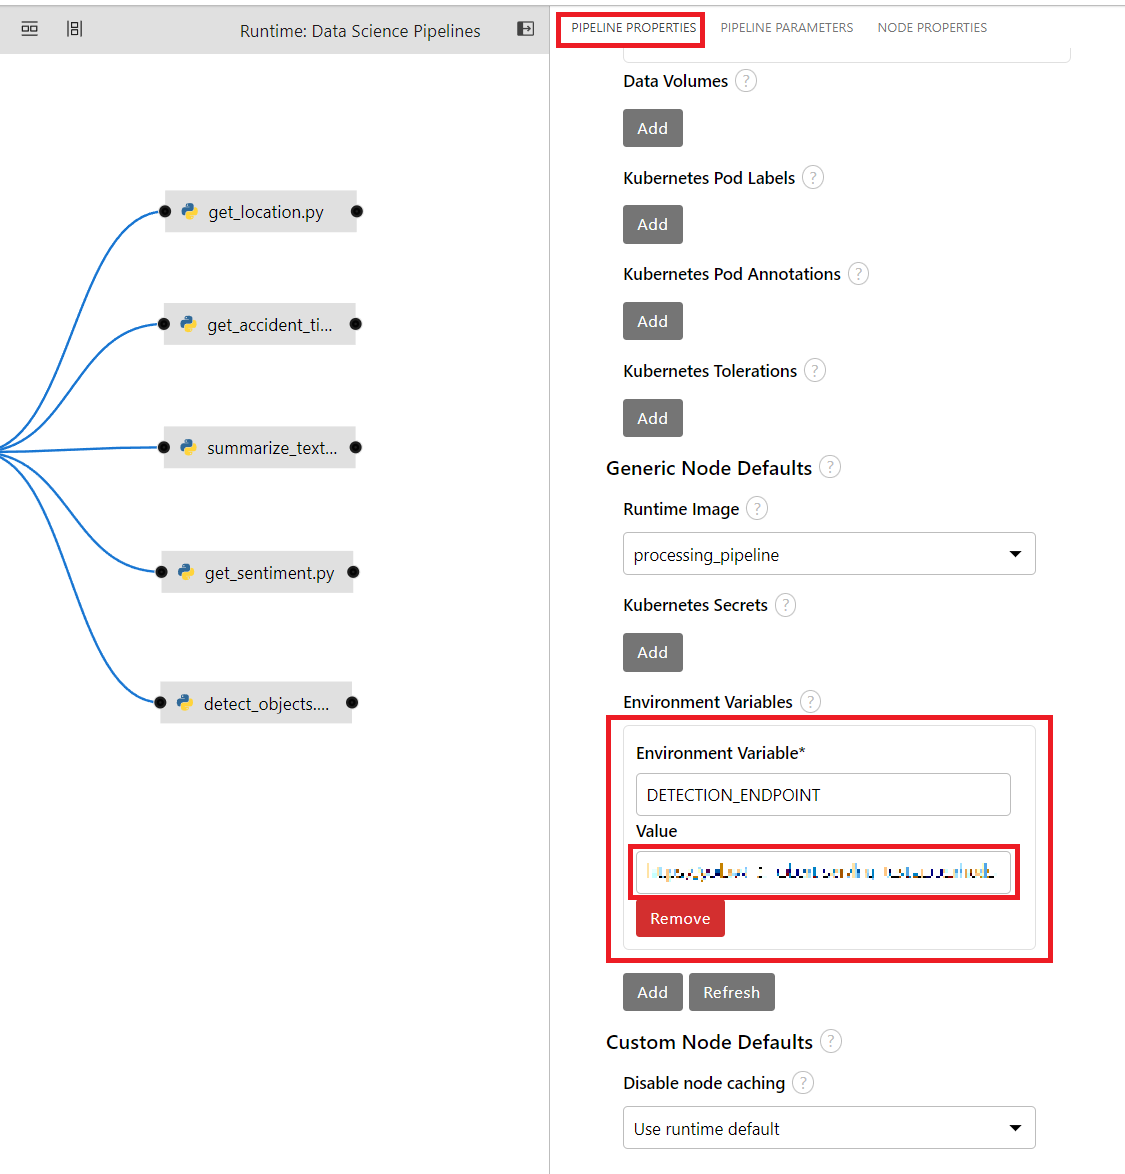 Runtime: Data Science Pipelines
PIPELINE PROPERTIES
PIPELINE PARAMETERS
NODE PROPERTIES
get_location.py
get_accident_ti...
summarize_text...
get_sentiment.py
detect_objects....
Data Volumes ?
Add
Kubernetes Pod Labels ?
Add
Kubernetes Pod Annotations ?
Add
Kubernetes Tolerations ?
Add
Generic Node Defaults ?
Runtime Image ?
processing_pipeline
Kubernetes Secrets ?
Add
Environment Variables ?
Environment Variable*
DETECTION_ENDPOINT
Value
Remove
Add
Refresh
Custom Node Defaults ?
Disable node caching ?
Use runtime default